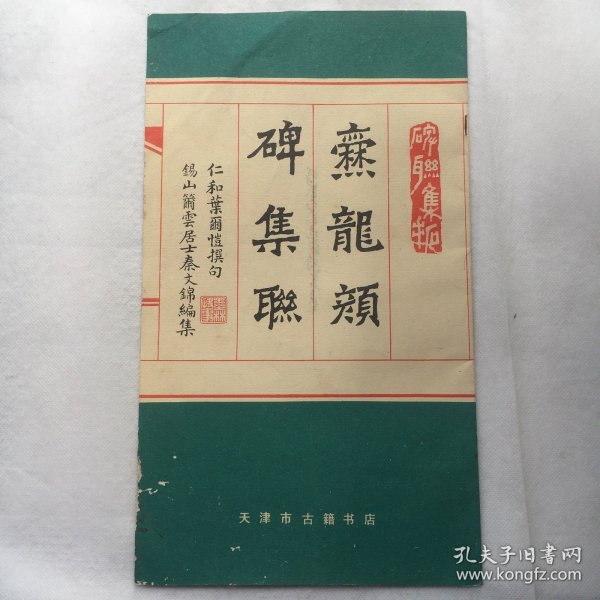 碑聯集拓
爨龍顔
碑集聯
仁和葉爾愷撰句
錫山籋雲居士秦文錦編集
天津市古籍书店
孔夫子旧书网
www.kongfz.com